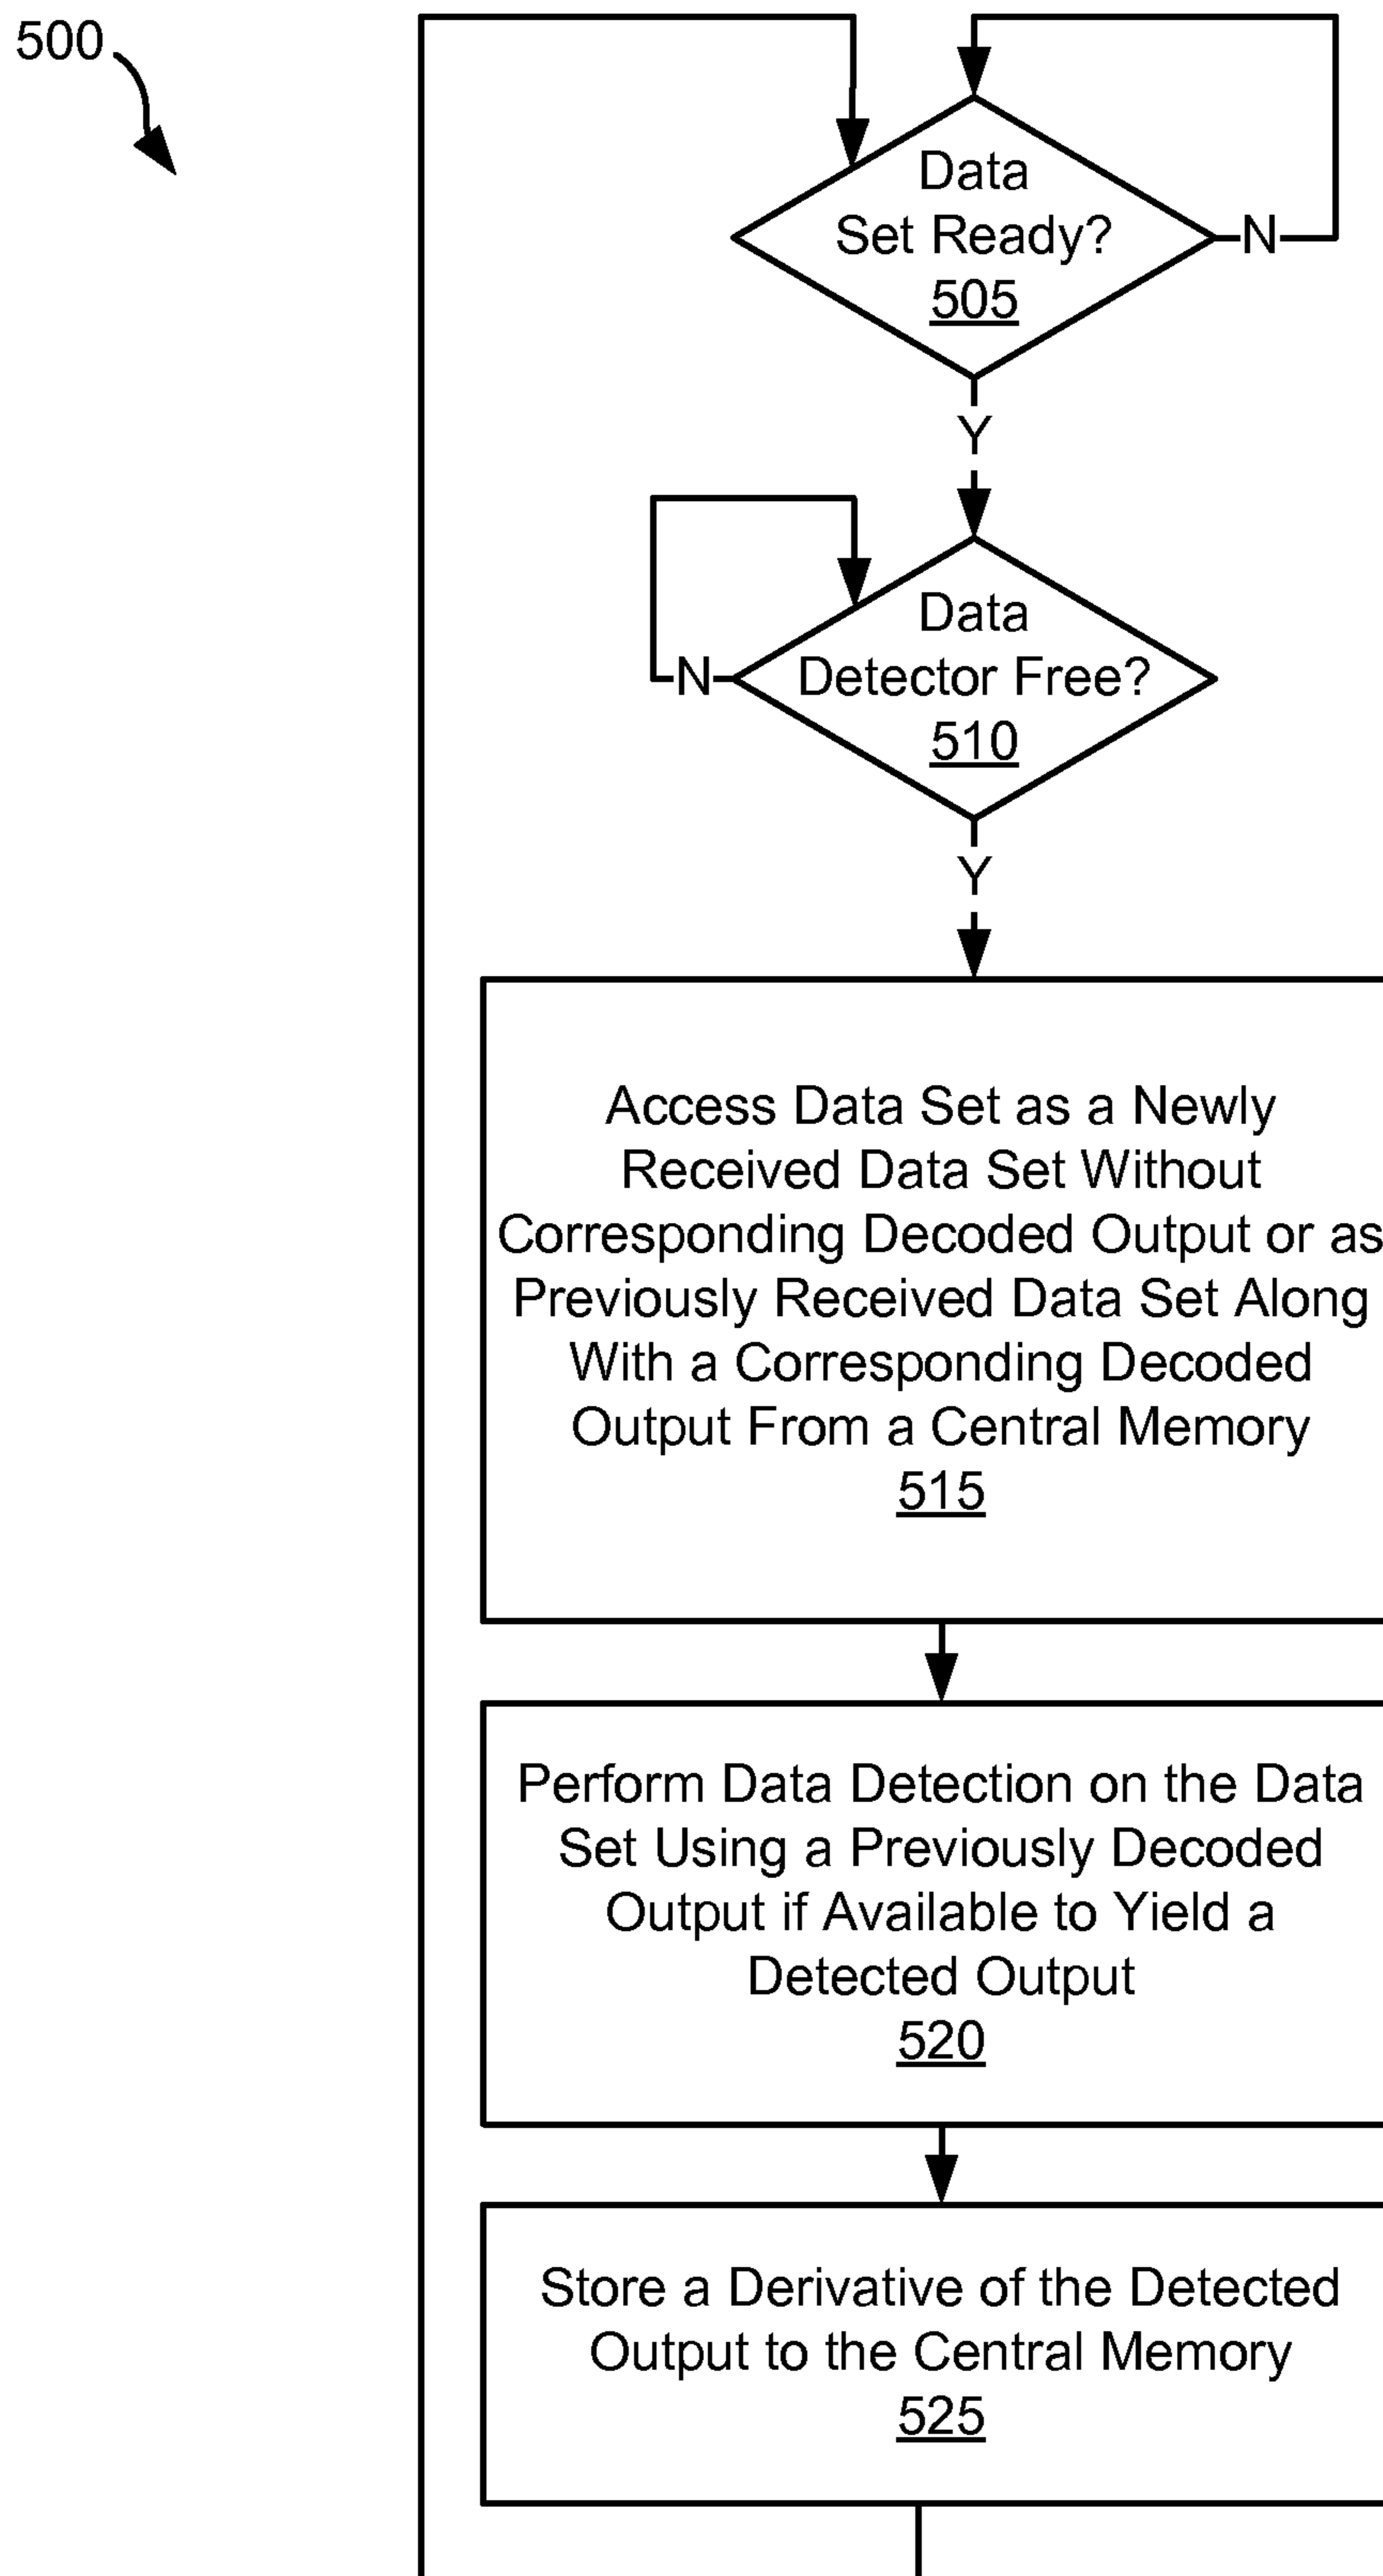 500
Data
Set Ready?
505
N
Y
Data
Detector Free?
510
N
Y
Access Data Set as a Newly
Received Data Set Without
Corresponding Decoded Output or as
Previously Received Data Set Along
With a Corresponding Decoded
Output From a Central Memory
515
Perform Data Detection on the Data
Set Using a Previously Decoded
Output if Available to Yield a
Detected Output
520
Store a Derivative of the Detected
Output to the Central Memory
525